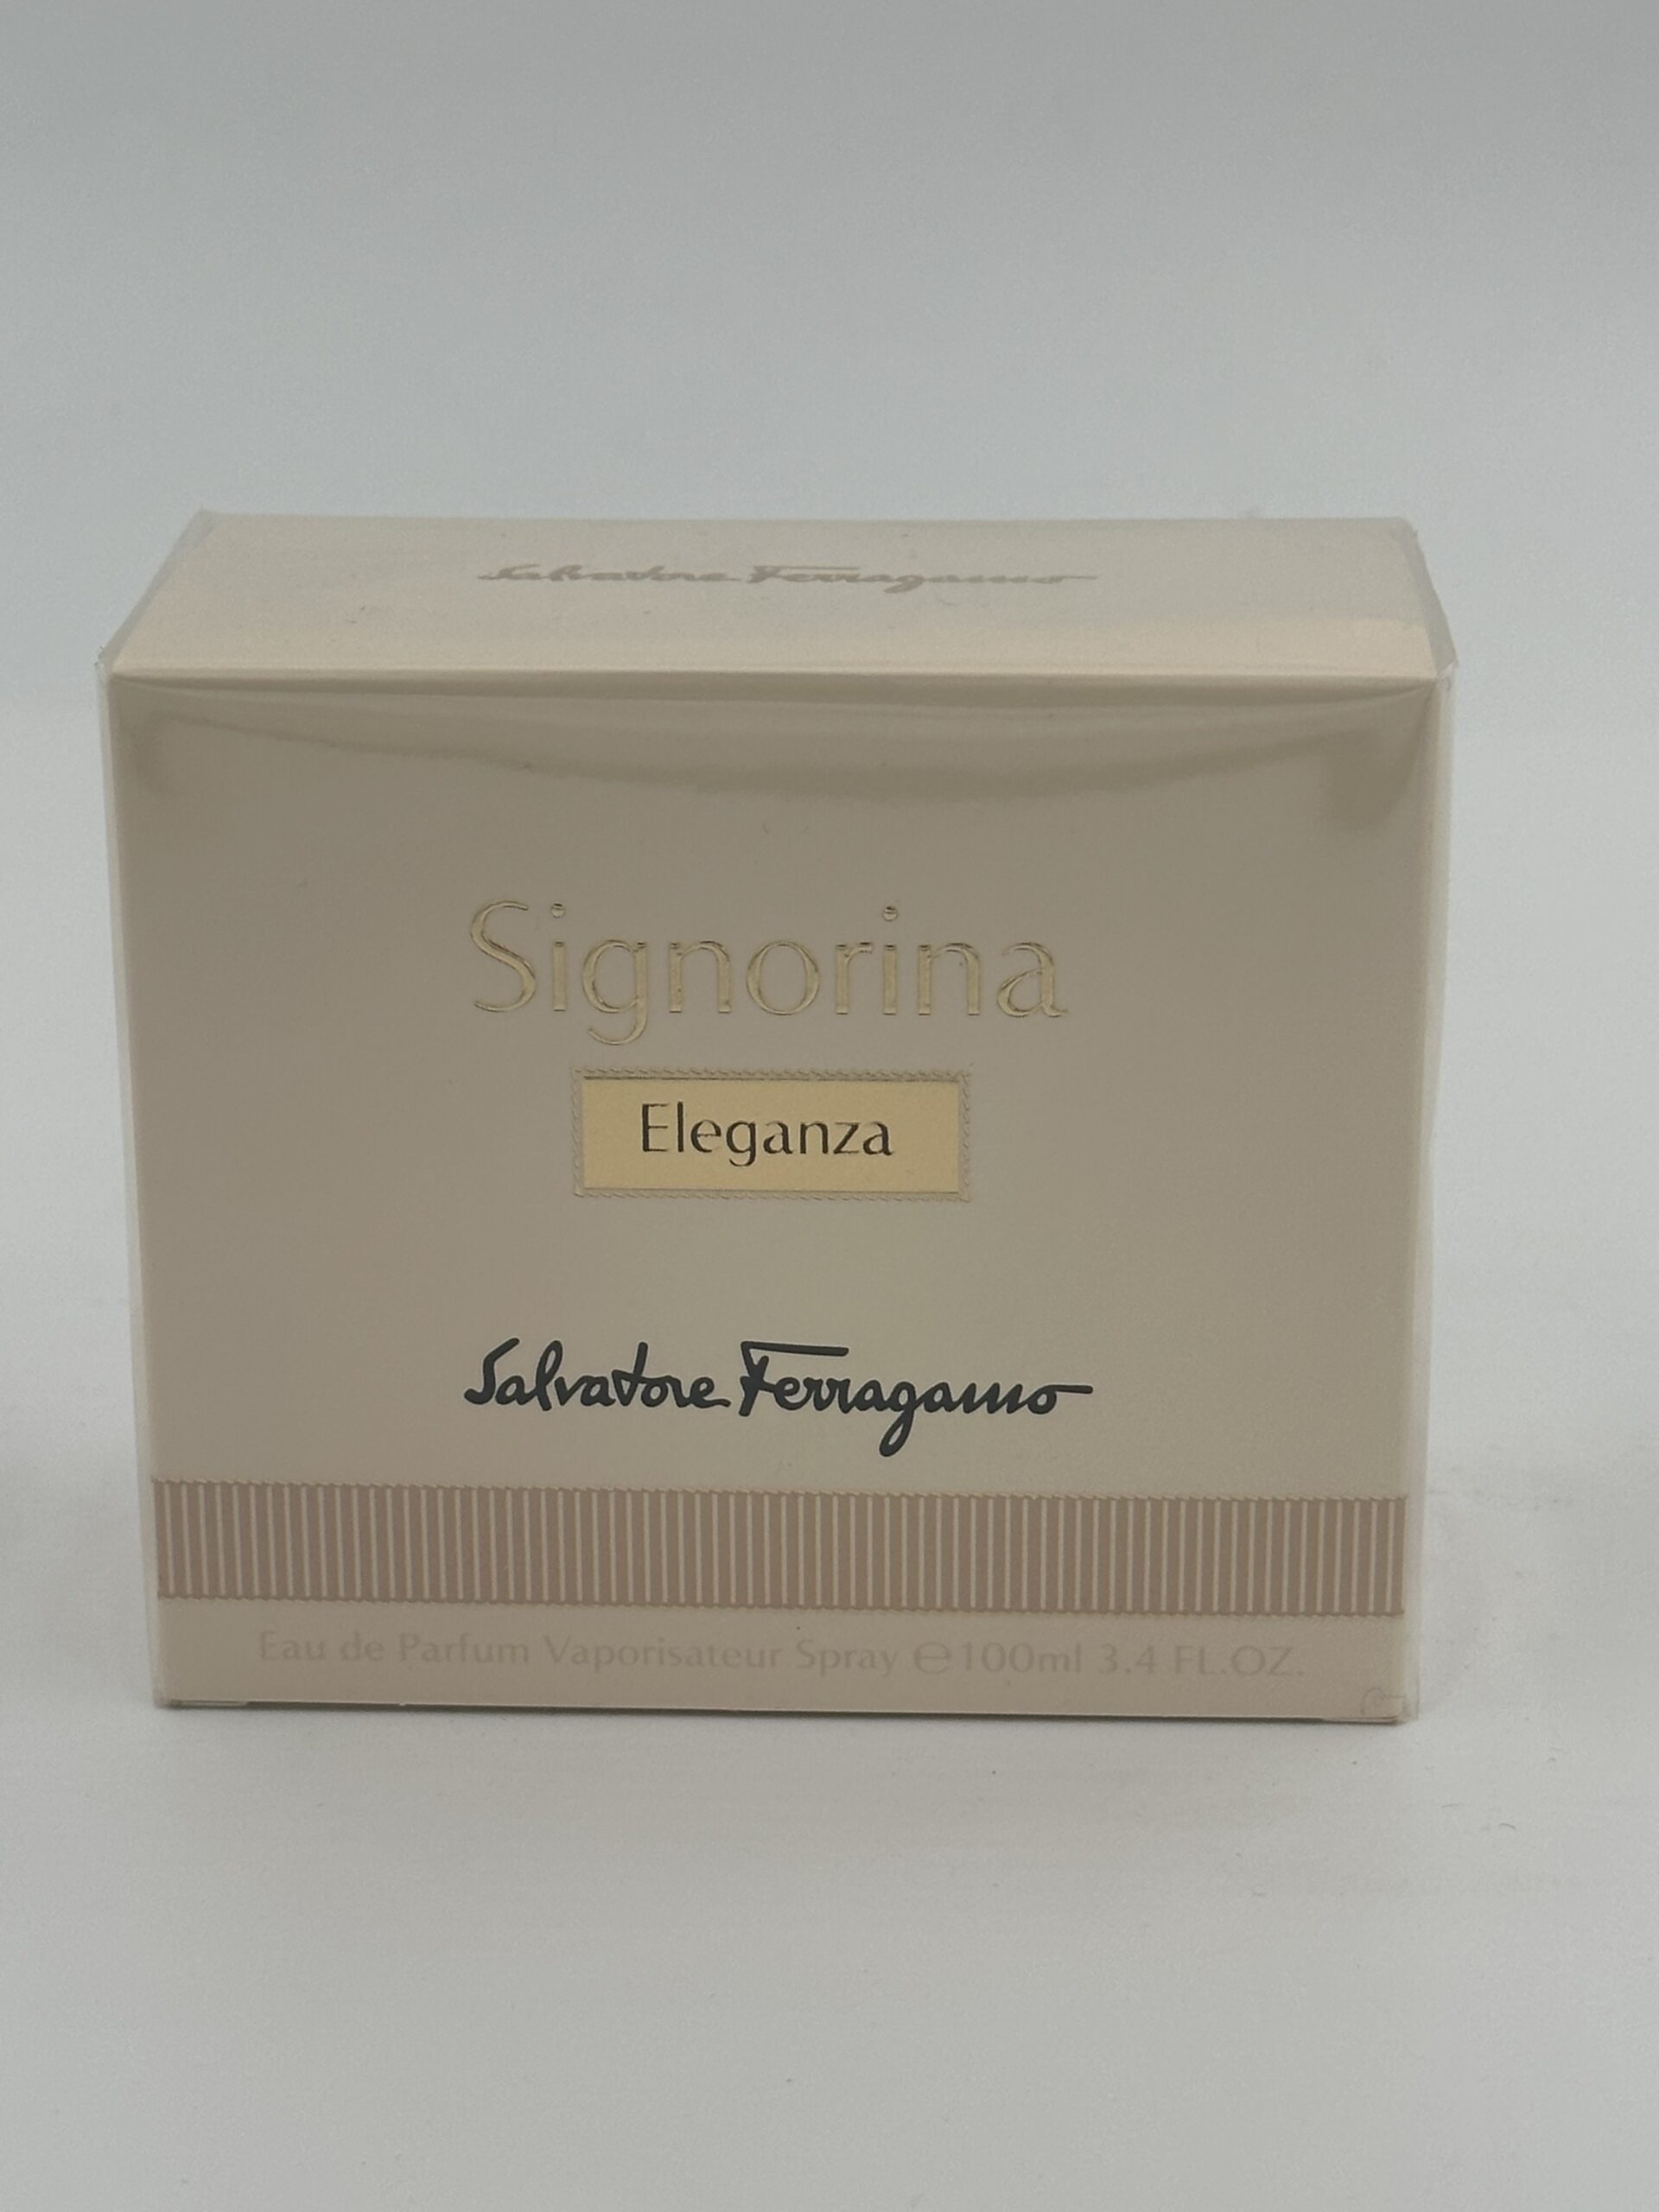 Salvatore Ferragamo
Signorina
Eleganza
Salvatore Ferragamo
Eau de Parfum Vaporisateur Spray ℮100ml 3.4 FL.OZ.